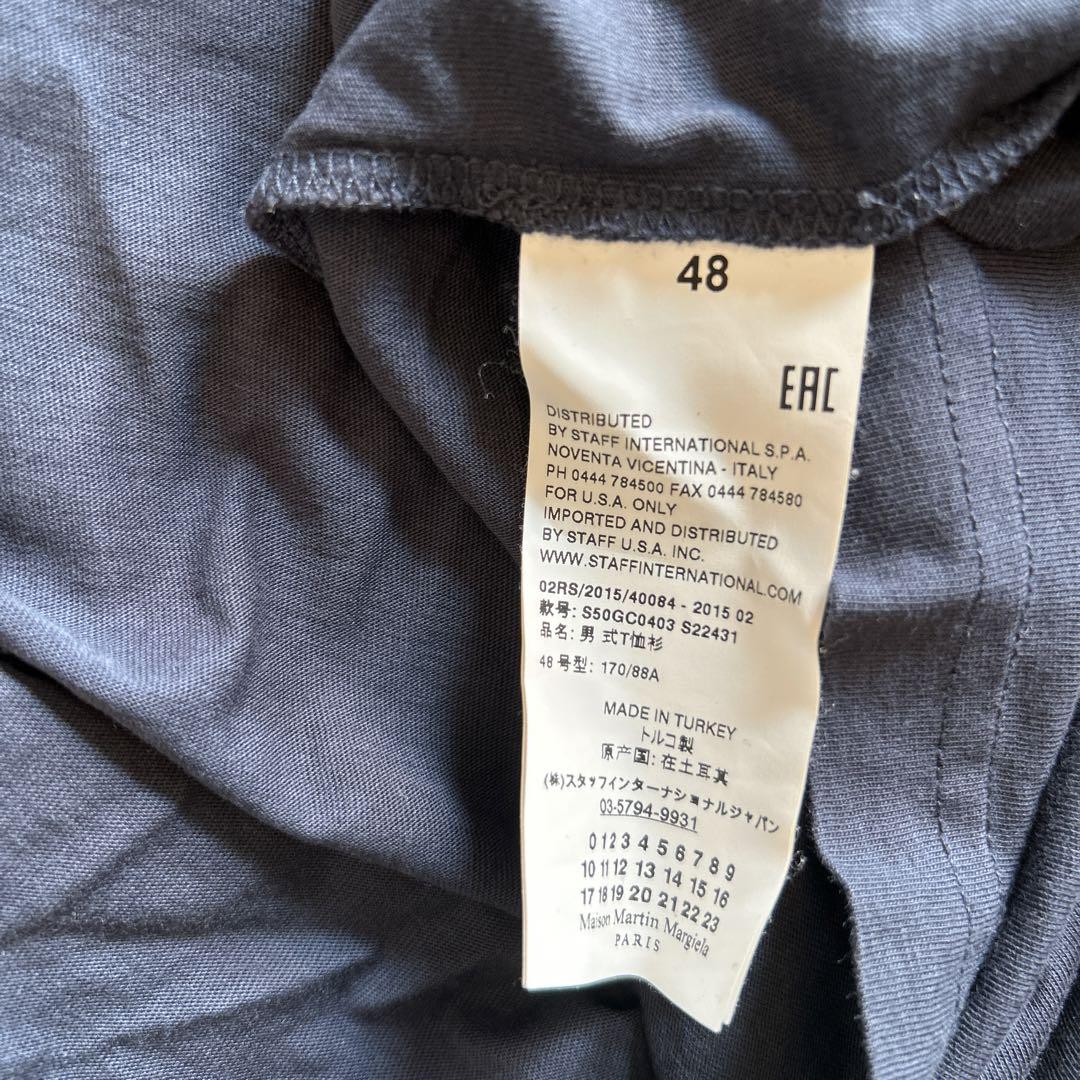 48
EAC
DISTRIBUTED
BY STAFF INTERNATIONAL S.P.A.
NOVENTA VICENTINA - ITALY
PH 0444 784500 FAX 0444 784580
FOR U.S.A. ONLY
IMPORTED AND DISTRIBUTED
BY STAFF U.S.A. INC.
WWW.STAFFINTERNATIONAL.COM
02RS/2015/40084 - 2015 02
款号: S50GC0403 S22431
品名: 男 式T恤衫
48 号型: 170/88A
MADE IN TURKEY
トルコ製
原产国: 在土耳其
(株)スタッフインターナショナルジャパン
03-5794-9931
0 1 2 3 4 5 6 7 8 9
10 11 12 13 14 15 16
17 18 19 20 21 22 23
Maison Martin Margiela
PARIS